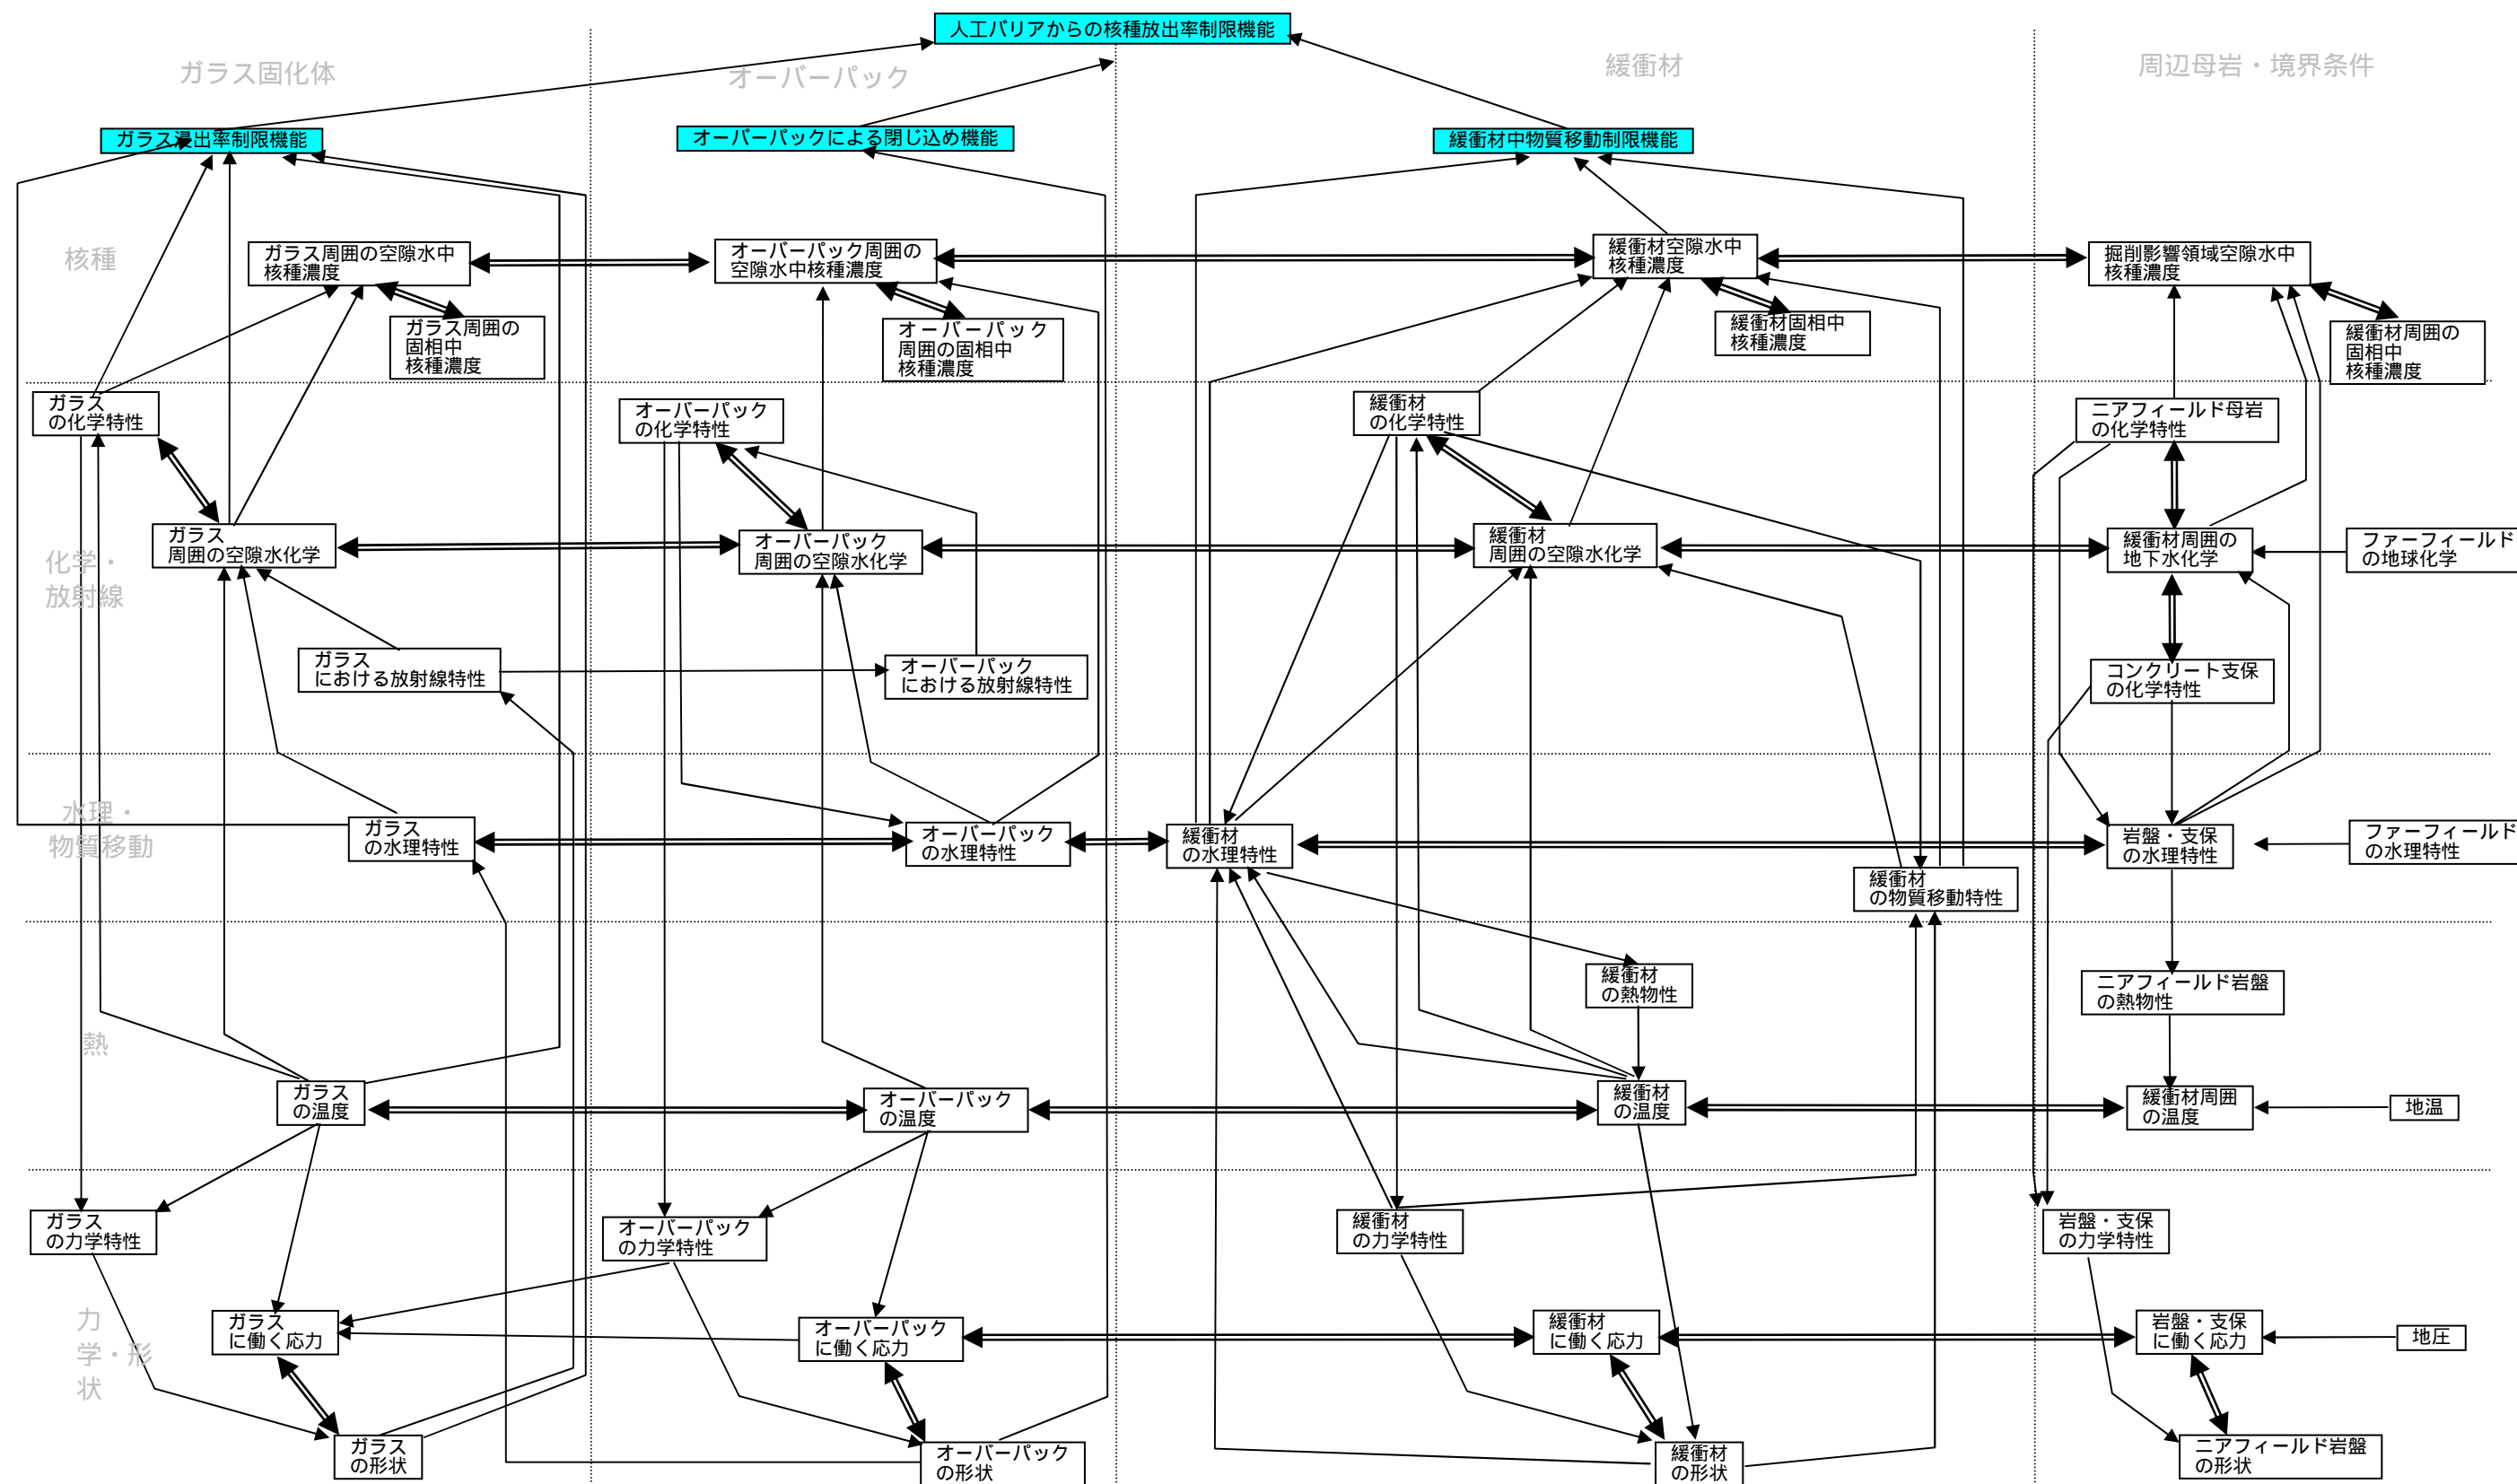 人工バリアからの核種放出率制限機能
ガラス固化体
オーバーパック
緩衝材
周辺母岩・境界条件
ガラス浸出率制限機能
オーバーパックによる閉じ込め機能
緩衝材中物質移動制限機能
核種
ガラス周囲の空隙水中
核種濃度
オーバーパック周囲の
空隙水中核種濃度
緩衝材空隙水中
核種濃度
掘削影響領域空隙水中
核種濃度
ガラス周囲の
固相中
核種濃度
オーバーパック
周囲の固相中
核種濃度
緩衝材固相中
核種濃度
緩衝材周囲の
固相中
核種濃度
ガラス
の化学特性
オーバーパック
の化学特性
緩衝材
の化学特性
ニアフィールド母岩
の化学特性
化学・
放射線
ガラス
周囲の空隙水化学
オーバーパック
周囲の空隙水化学
緩衝材
周囲の空隙水化学
緩衝材周囲の
地下水化学
ファーフィールド
の地球化学
ガラス
における放射線特性
オーバーパック
における放射線特性
コンクリート支保
の化学特性
水理・
物質移動
ガラス
の水理特性
オーバーパック
の水理特性
緩衝材
の水理特性
緩衝材
の物質移動特性
岩盤・支保
の水理特性
ファーフィールド
の水理特性
熱
緩衝材
の熱物性
ニアフィールド岩盤
の熱物性
ガラス
の温度
オーバーパック
の温度
緩衝材
の温度
緩衝材周囲
の温度
地温
ガラス
の力学特性
オーバーパック
の力学特性
緩衝材
の力学特性
岩盤・支保
の力学特性
力
学・形
状
ガラス
に働く応力
オーバーパック
に働く応力
緩衝材
に働く応力
岩盤・支保
に働く応力
地圧
ガラス
の形状
オーバーパック
の形状
緩衝材
の形状
ニアフィールド岩盤
の形状